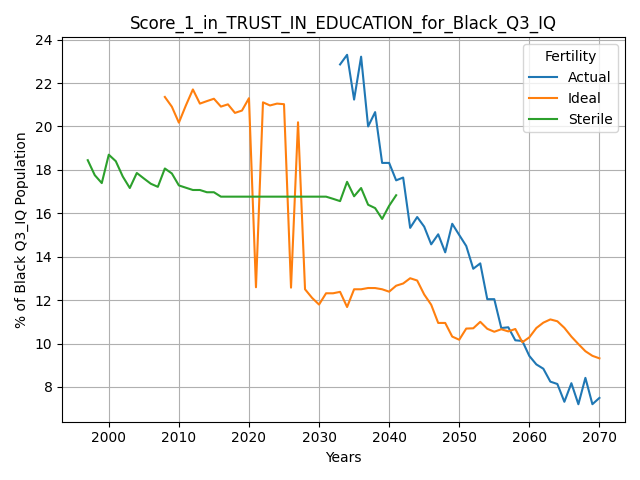 Score_1_in_TRUST_IN_EDUCATION_for_Black_Q3_IQ
Fertility
Actual
Ideal
Sterile
% of Black Q3_IQ Population
24
22
20
18
16
14
12
10
8
2000 2010 2020 2030 2040 2050 2060 2070
Years